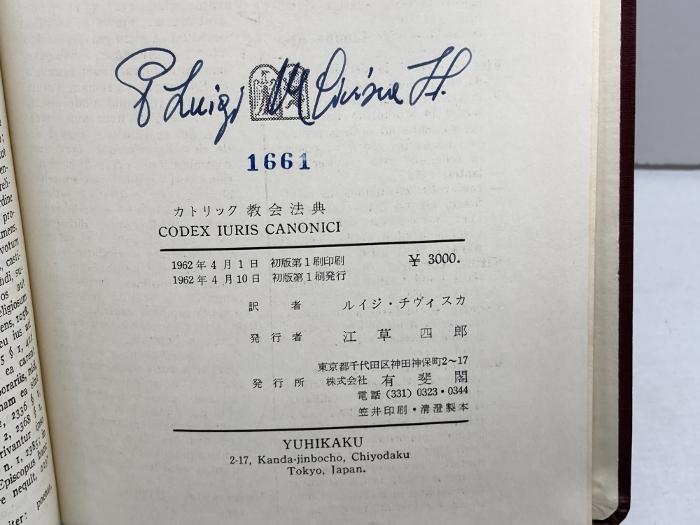 P Luigi M Civisca H.
1661
カトリック 教会法典
CODEX IURIS CANONICI
1962年4月1日 初版第1刷印刷 ¥ 3000.
1962年4月10日 初版第1刷発行
訳者 ルイジ・チヴィスカ
発行者 江草四郎
東京都千代田区神田神保町2~17
発行所 株式会社 有斐閣
電話 (331) 0323・0344
笠井印刷・清澄製本
YUHIKAKU
2-17, Kanda-jinbocho, Chiyodaku
Tokyo, Japan.